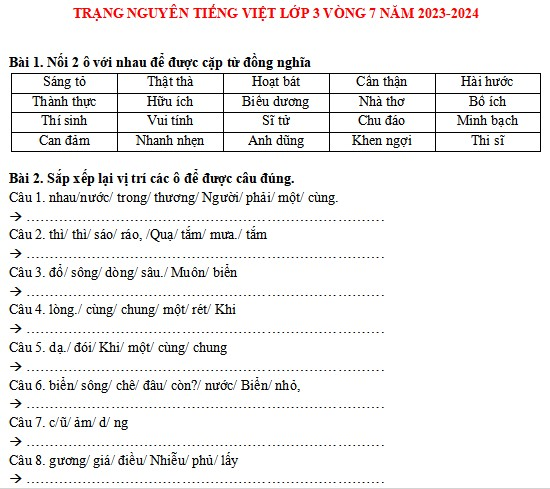 TRẠNG NGUYÊN TIẾNG VIỆT LỚP 3 VÒNG 7 NĂM 2023-2024
Bài 1. Nối 2 ô với nhau để được cặp từ đồng nghĩa
Sáng tỏ Thật thà Hoạt bát Cẩn thận Hài hước
Thành thực Hữu ích Biểu dương Nhà thơ Bổ ích
Thí sinh Vui tính Sĩ tử Chu đáo Minh bạch
Can đảm Nhanh nhẹn Anh dũng Khen ngợi Thi sĩ
Bài 2. Sắp xếp lại vị trí các ô để được câu đúng.
Câu 1. nhau/nước/ trong/ thương/ Người/ phải/ một/ cùng.
→ ……………………………………………………………
Câu 2. thì/ thì/ sáo/ ráo, /Quạ/ tắm/ mưa./ tắm
→ ……………………………………………………………
Câu 3. đổ/ sông/ dòng/ sâu./ Muôn/ biển
→ ……………………………………………………………
Câu 4. lòng./ cùng/ chung/ một/ rét/ Khi
→ ……………………………………………………………
Câu 5. dạ./ đói/ Khi/ một/ cùng/ chung
→ ……………………………………………………………
Câu 6. biển/ sông/ chê/ đâu/ còn?/ nước/ Biển/ nhỏ,
→ ……………………………………………………………
Câu 7. c/ũ/ ảm/ d/ ng
→ ……………………………………………………………
Câu 8. gương/ giá/ điều/ Nhiễu/ phủ/ lấy
→ ……………………………………………………………